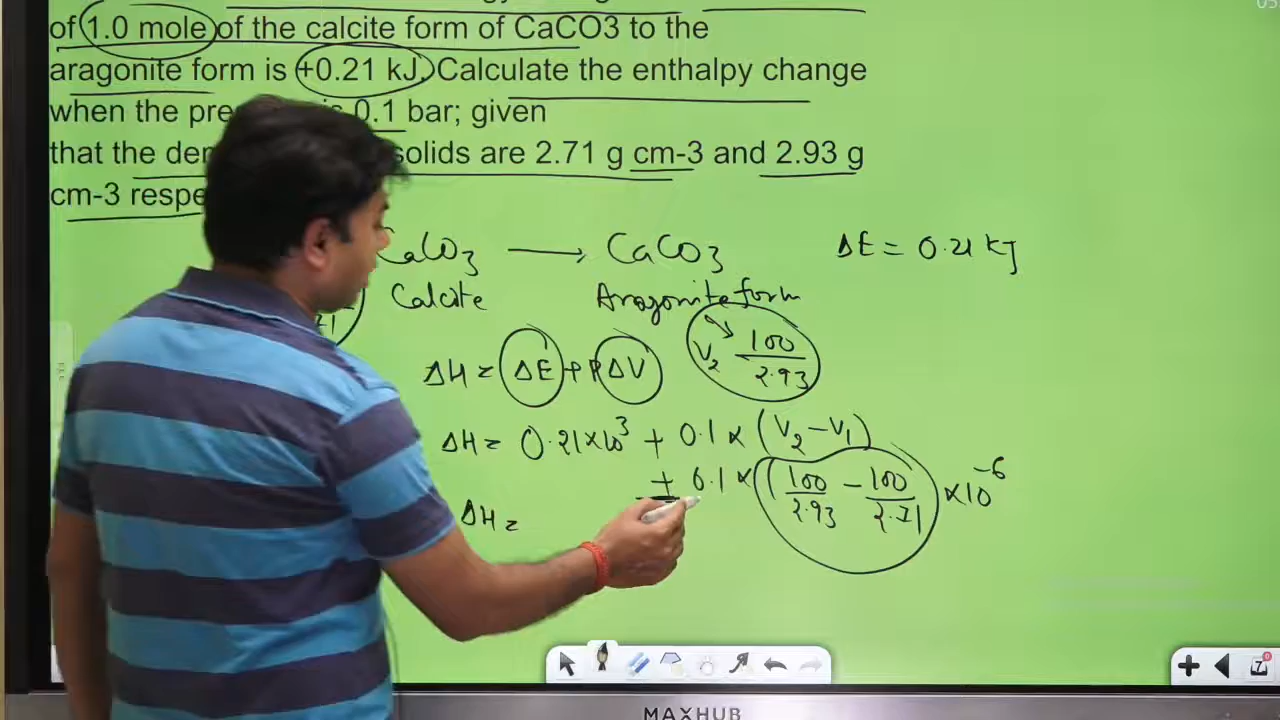 of 1.0 mole of the calcite form of CaCO3 to the
aragonite form is +0.21 kJ. Calculate the enthalpy change
when the is 0.1 bar; given
that the solids are 2.71 g cm-3 and 2.93 g
cm-3
CaCO3 → CaCO3 ΔE = 0.21 kJ
Calcite Aragonite form
V2 100/2.93
ΔH = ΔE + PΔV
ΔH = 0.21×10³ + 0.1 × (V2 − V1)
+ 0.1 × (100/2.93 − 100/2.71 ×10⁻⁶
ΔH =
MAXHUB